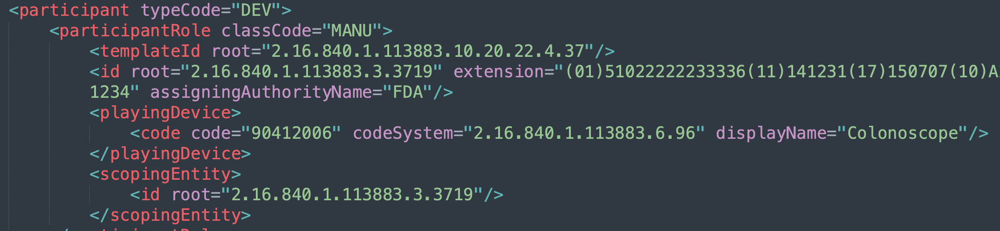 <participant typeCode="DEV">
<participantRole classCode="MANU">
<templateId root="2.16.840.1.113883.10.20.22.4.37"/>
<id root="2.16.840.1.113883.3.3719" extension="(01)51022222233336(11)141231(17)150707(10)A
1234" assigningAuthorityName="FDA"/>
<playingDevice>
<code code="90412006" codeSystem="2.16.840.1.113883.6.96" displayName="Colonoscope"/>
</playingDevice>
<scopingEntity>
<id root="2.16.840.1.113883.3.3719"/>
</scopingEntity>